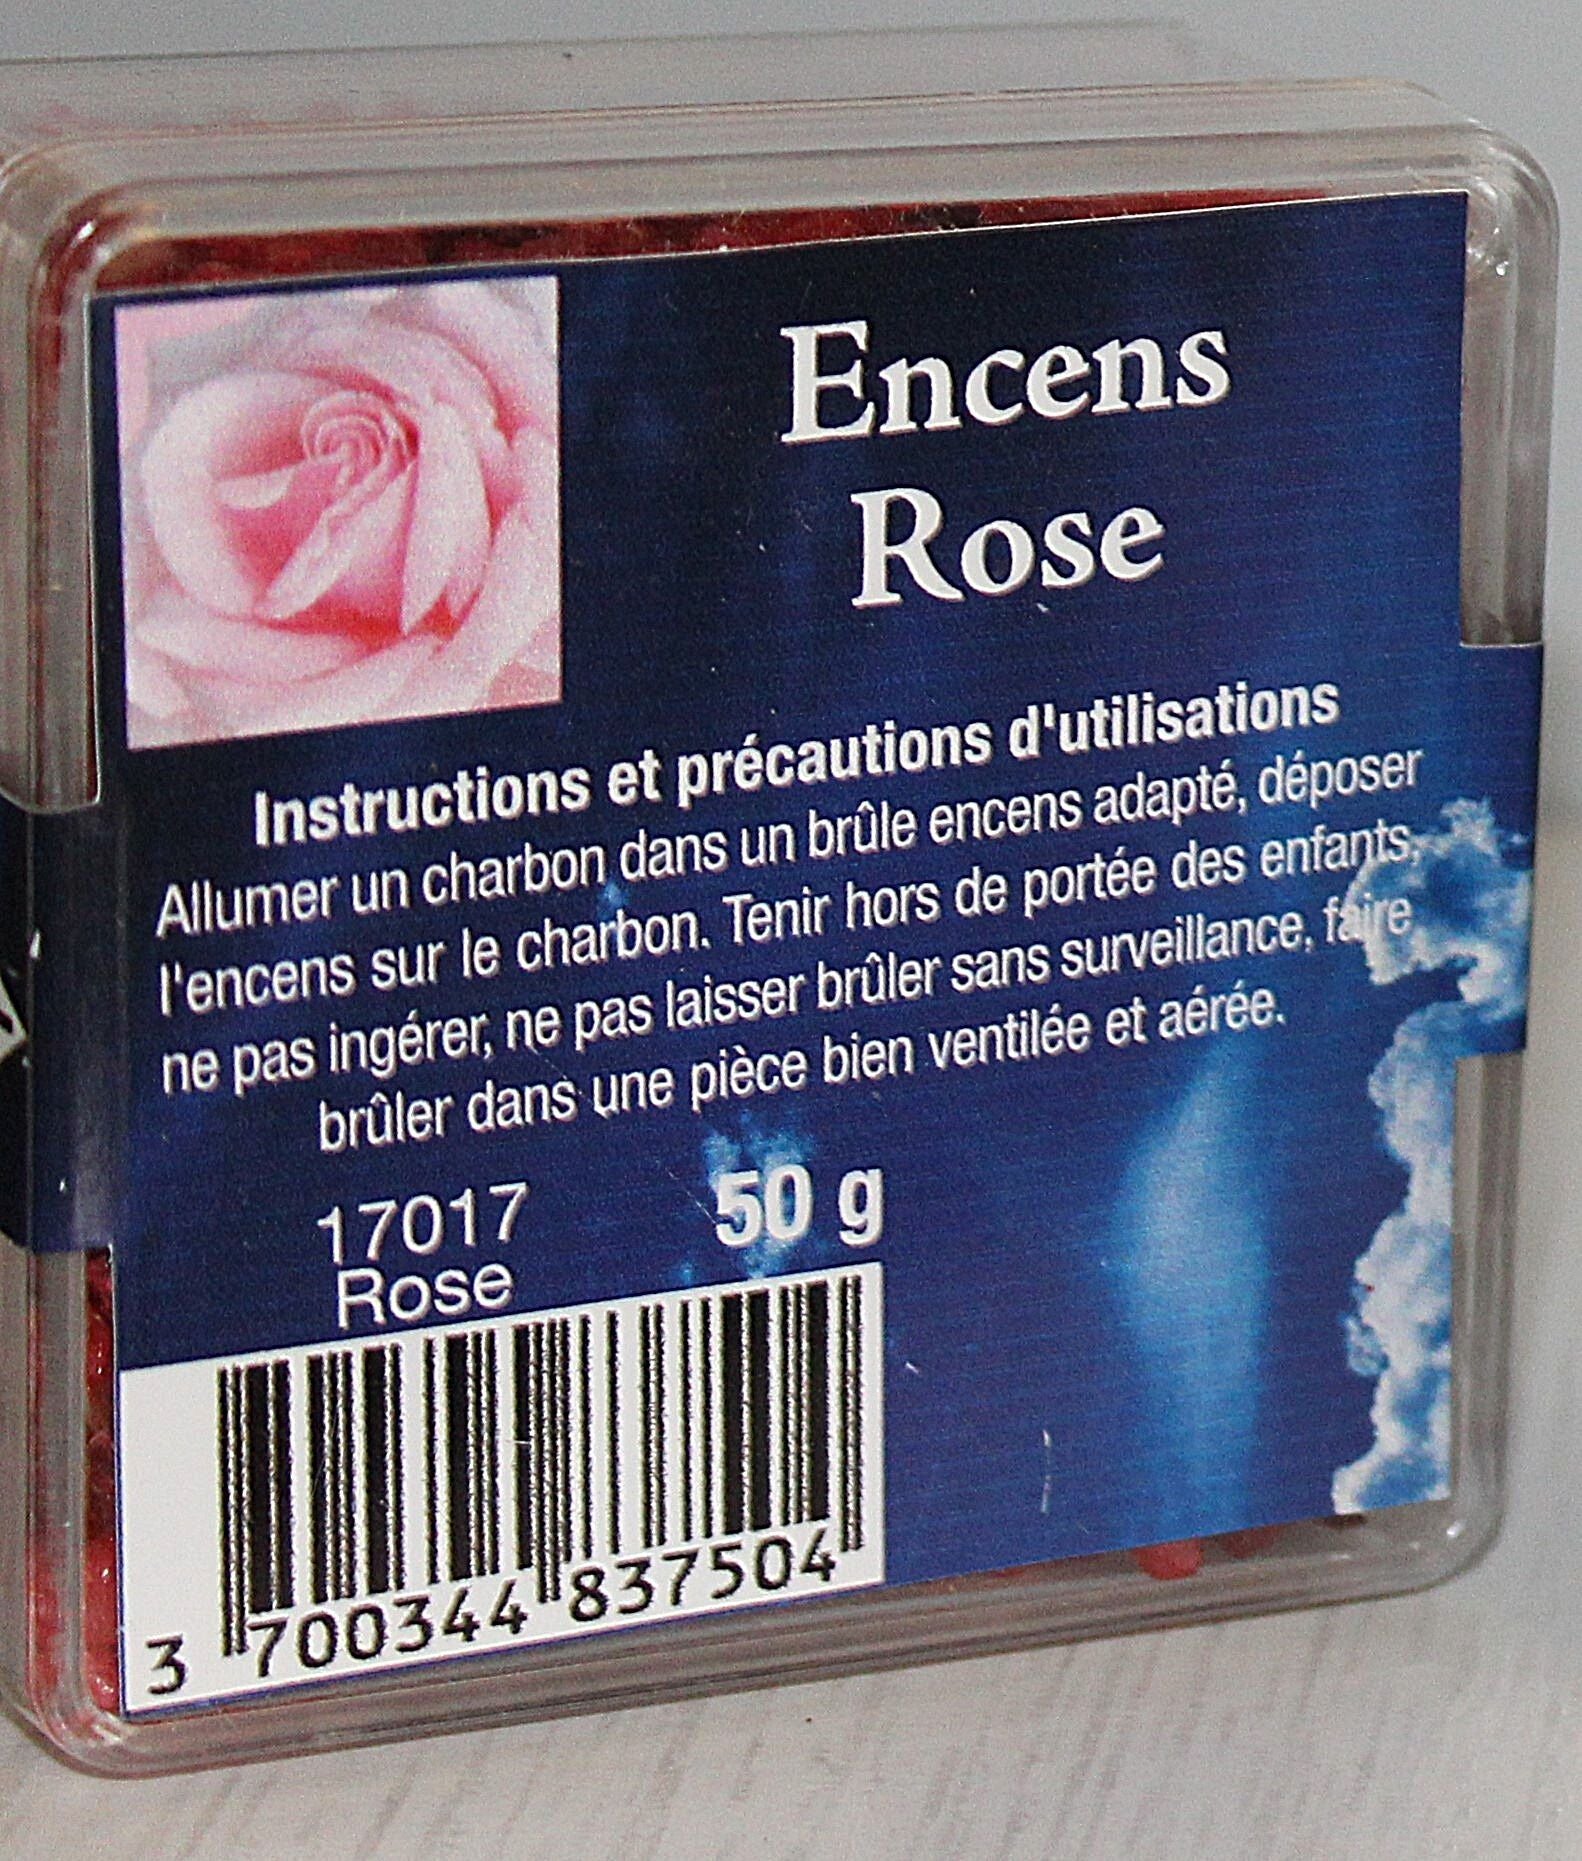 Encens
Rose
Instructions et précautions d'utilisations
Allumer un charbon dans un brûle encens adapté, déposer
l'encens sur le charbon. Tenir hors de portée des enfants,
ne pas ingérer, ne pas laisser brûler sans surveillance, faire
brûler dans une pièce bien ventilée et aérée.
17017
50 g
Rose
3 700344 837504